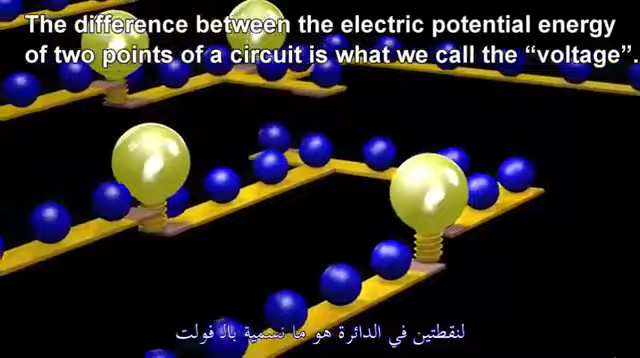 The difference between the electric potential energy
of two points of a circuit is what we call the “voltage”.
لنقطتين في الدائرة هو ما نسمية بالـ فولت